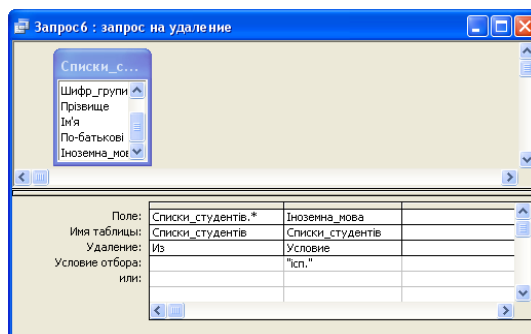 Запрос6 : запрос на удаление
Списки_с...
Шифр_групи
Прізвище
Ім'я
По-батькові
Іноземна_мов
Поле: Списки_студентів.* Іноземна_мова
Имя таблицы: Списки_студентів Списки_студентів
Удаление: Из Условие
Условие отбора: "ісп."
или: